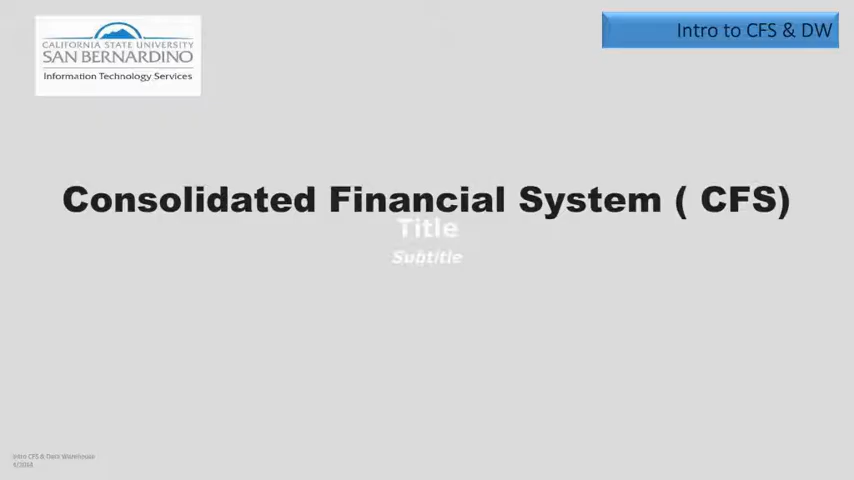 CALIFORNIA STATE UNIVERSITY
SAN BERNARDINO
Information Technology Services
Intro to CFS & DW
Consolidated Financial System ( CFS)
Title
Subtitle
Intro CFS & Data Warehouse